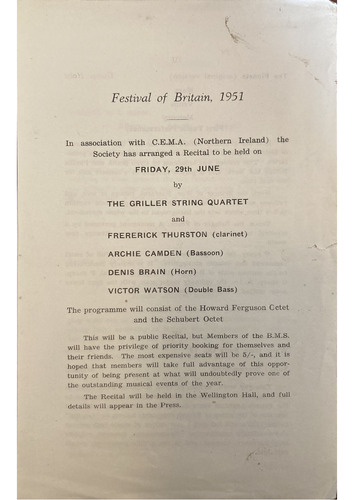 Festival of Britain, 1951
In association with C.E.M.A. (Northern Ireland) the
Society has arranged a Recital to be held on
FRIDAY, 29th JUNE
by
THE GRILLER STRING QUARTET
and
FRERERICK THURSTON (clarinet)
ARCHIE CAMDEN (Bassoon)
DENIS BRAIN (Horn)
VICTOR WATSON (Double Bass)
The programme will consist of the Howard Ferguson Cctet
and the Schubert Octet
This will be a public Recital, but Members of the B.M.S.
will have the privilege of priority booking for themselves and
their friends. The most expensive seats will be 5/-, and it is
hoped that members will take full advantage of this oppor-
tunity of being present at what will undoubtedly prove one of
the outstanding musical events of the year.
The Recital will be held in the Wellington Hall, and full
details will appear in the Press.